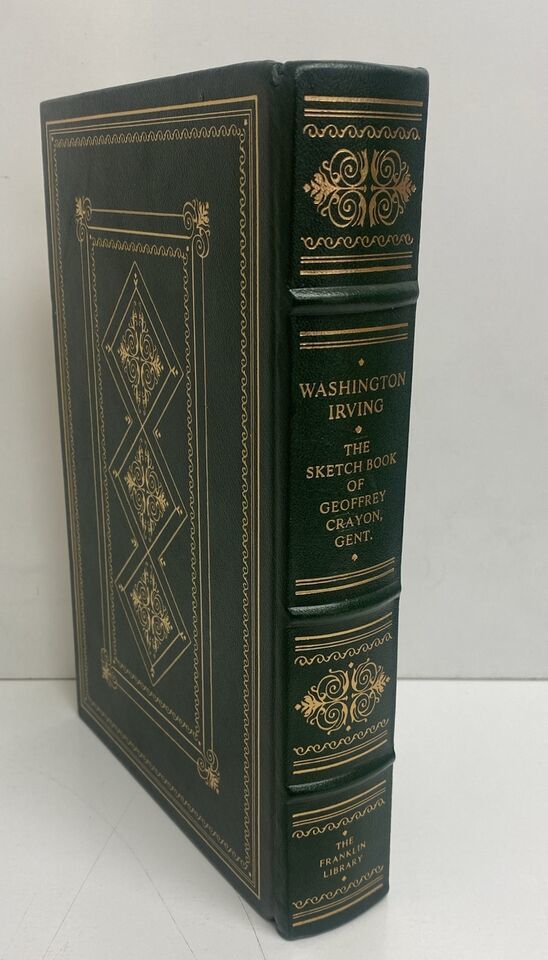 WASHINGTON
IRVING
THE
SKETCH BOOK
OF
GEOFFREY
CRAYON,
GENT.
THE
FRANKLIN
LIBRARY